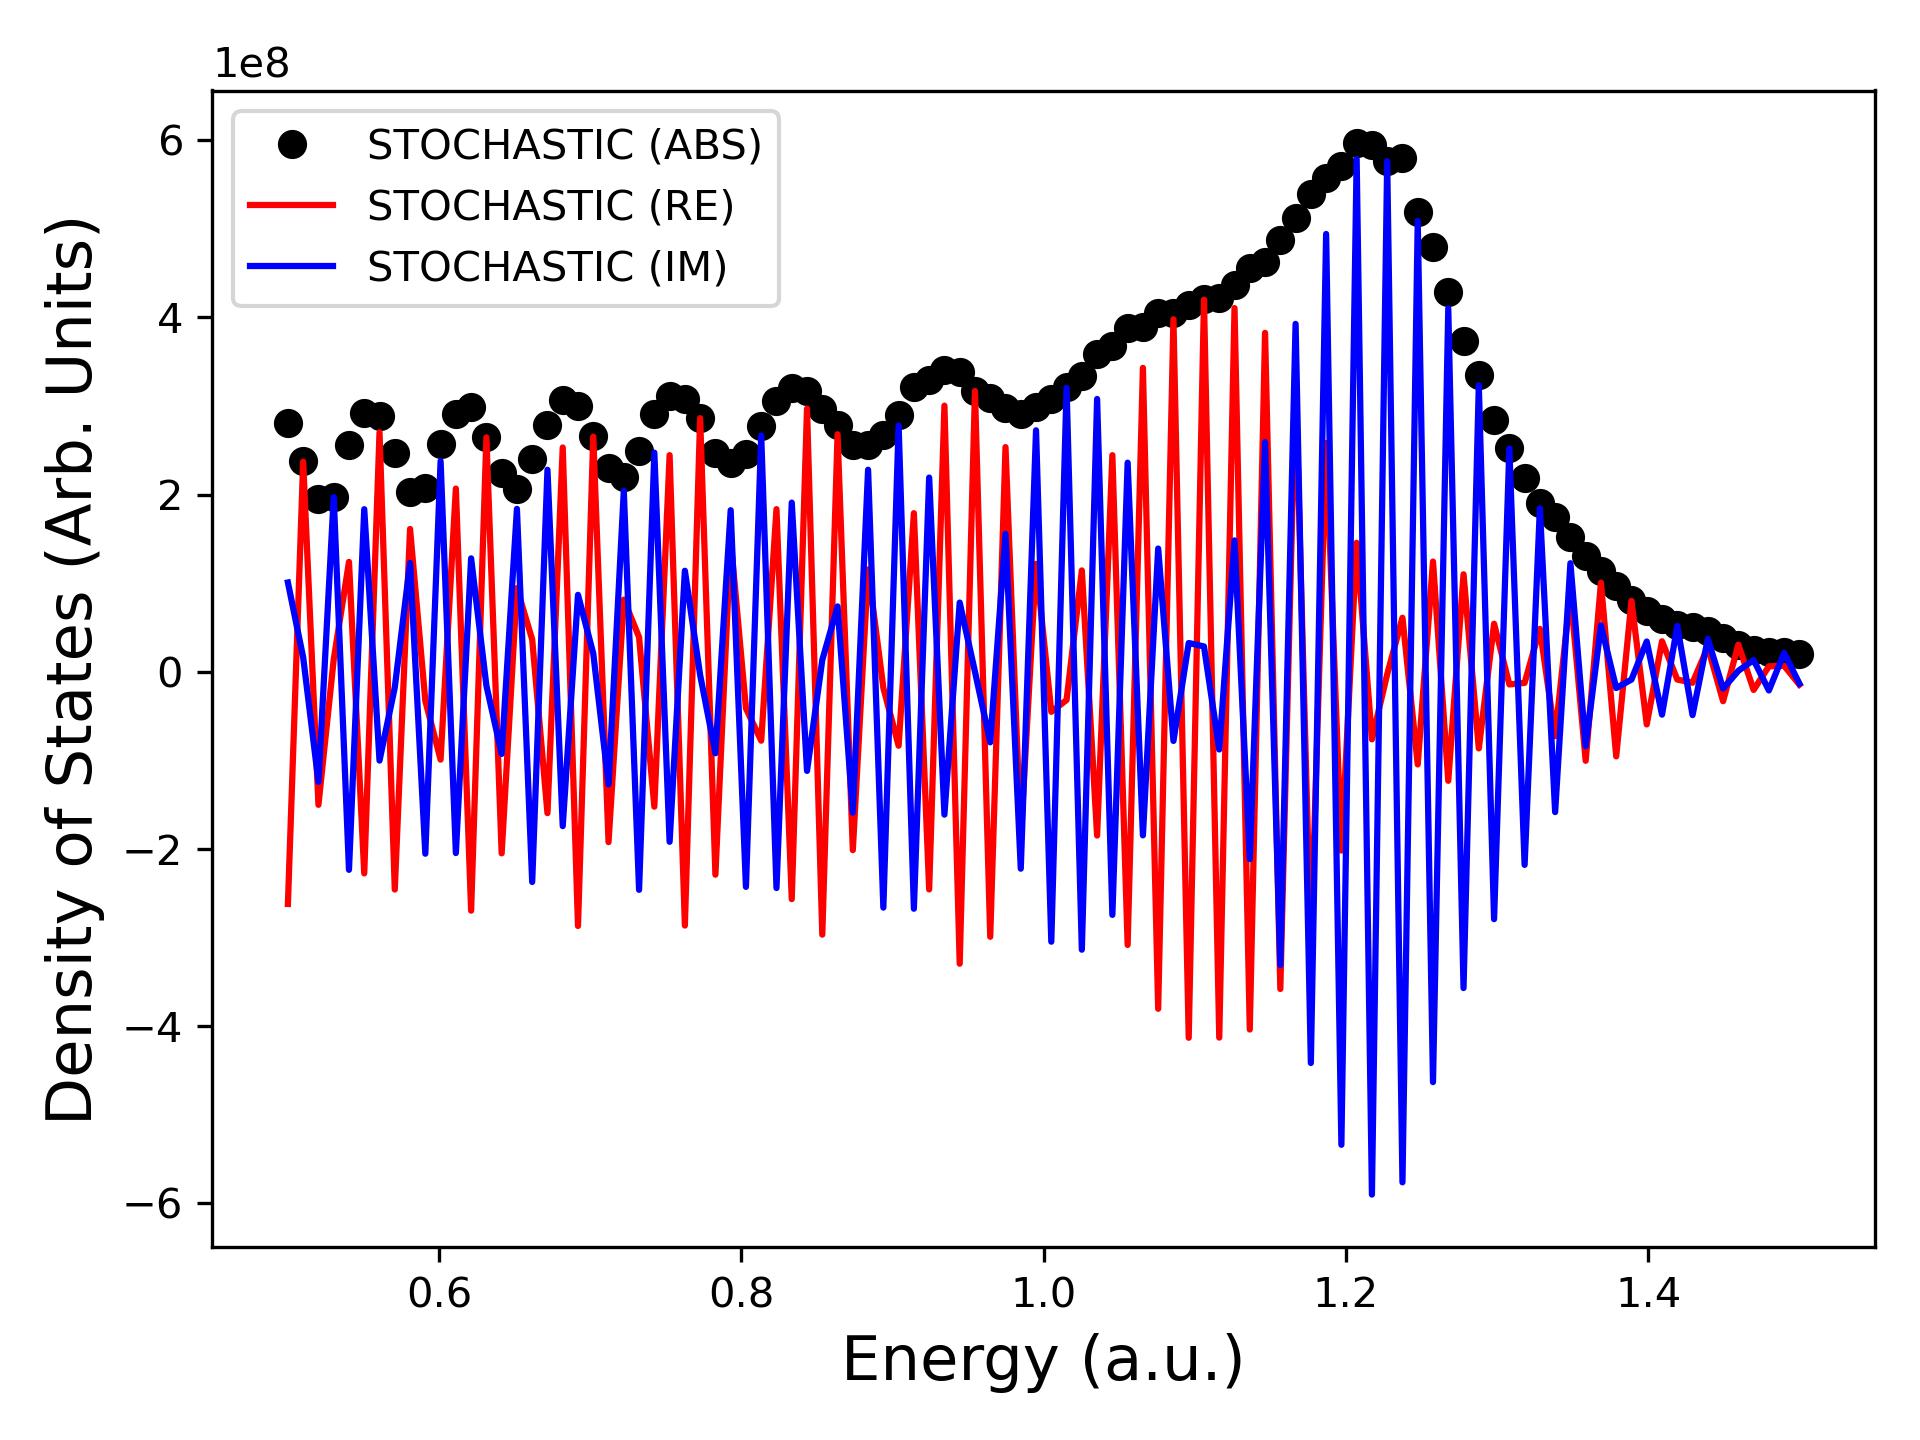 1e8
STOCHASTIC (ABS)
STOCHASTIC (RE)
STOCHASTIC (IM)
6
4
2
0
−2
−4
−6
Density of States (Arb. Units)
0.6 0.8 1.0 1.2 1.4
Energy (a.u.)